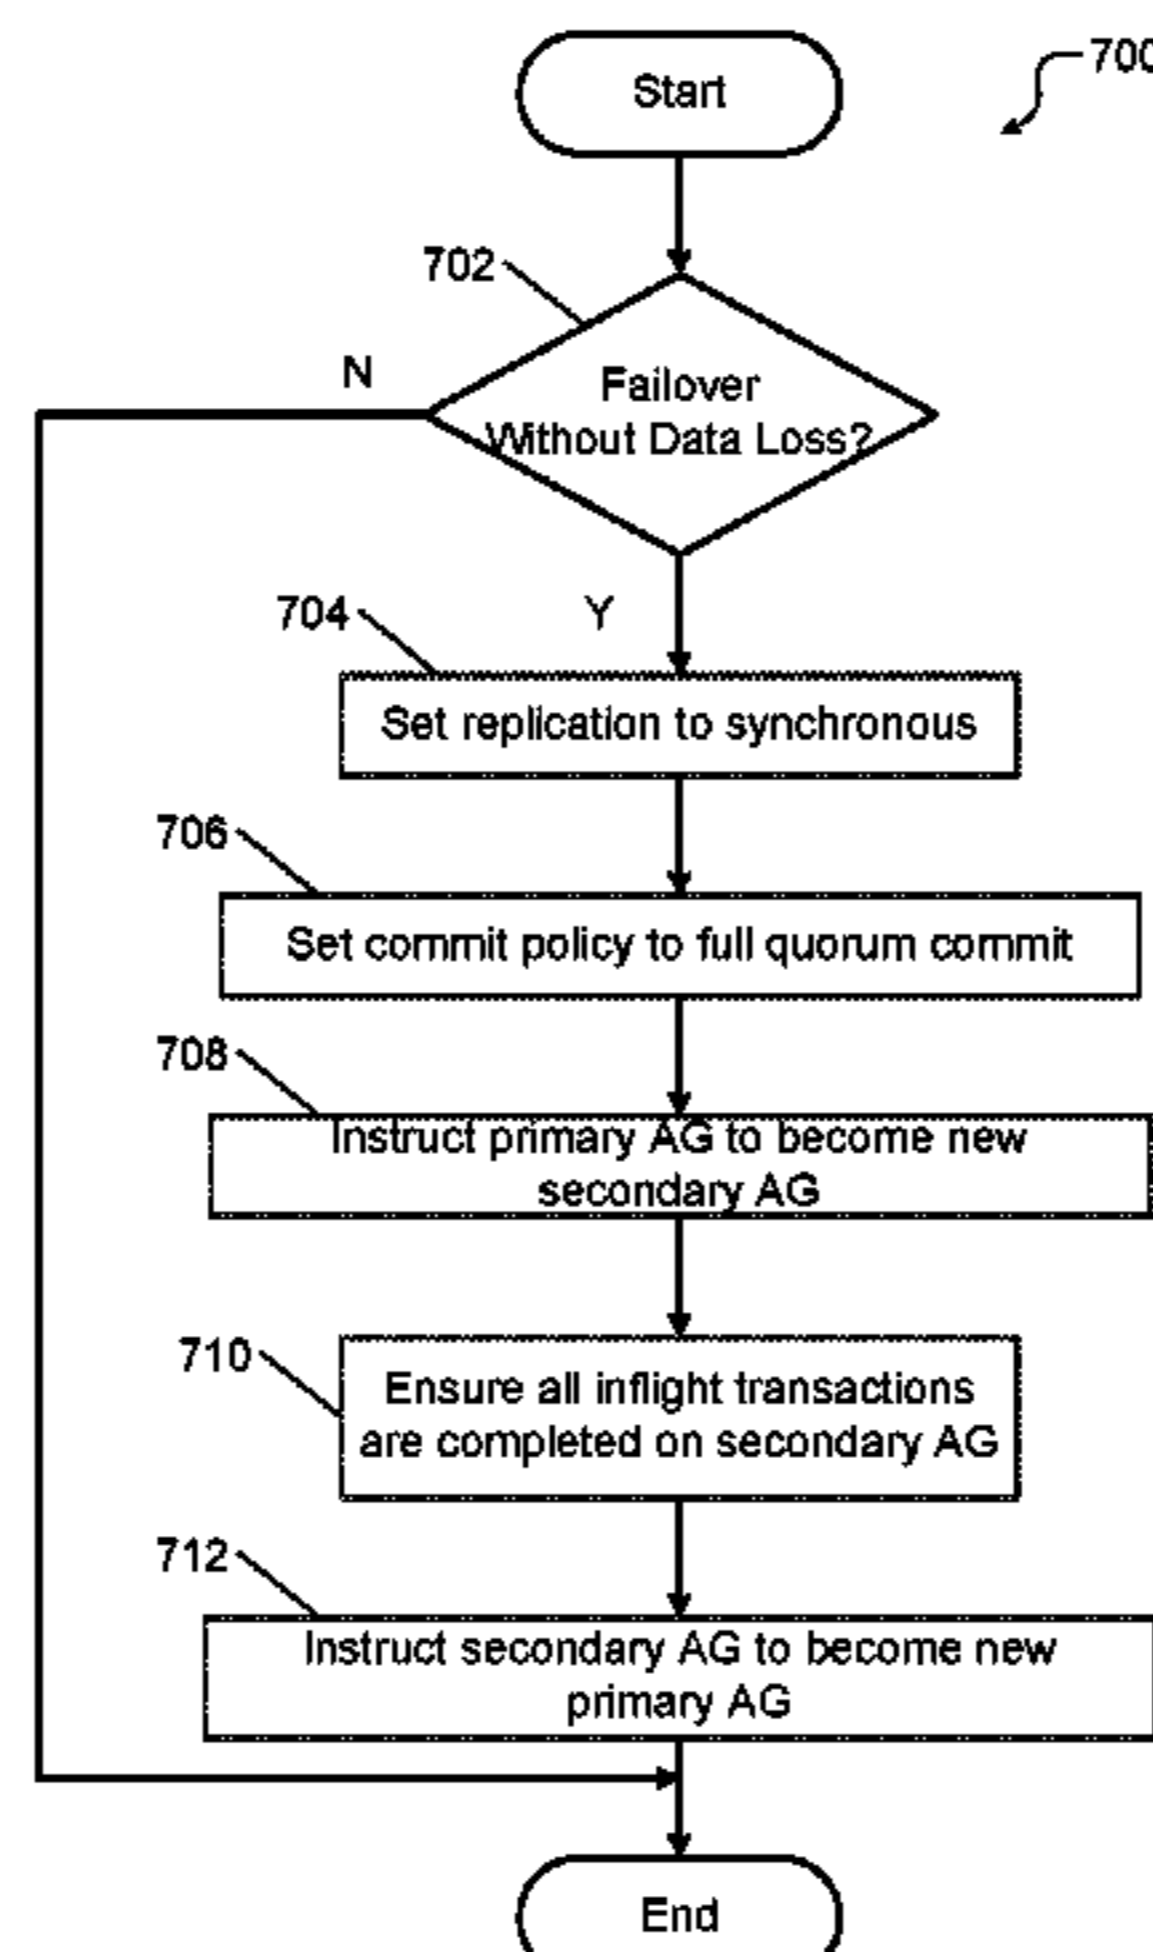 Start
700
702
N
Failover
Without Data Loss?
704
Y
Set replication to synchronous
706
Set commit policy to full quorum commit
708
Instruct primary AG to become new
secondary AG
710
Ensure all inflight transactions
are completed on secondary AG
712
Instruct secondary AG to become new
primary AG
End